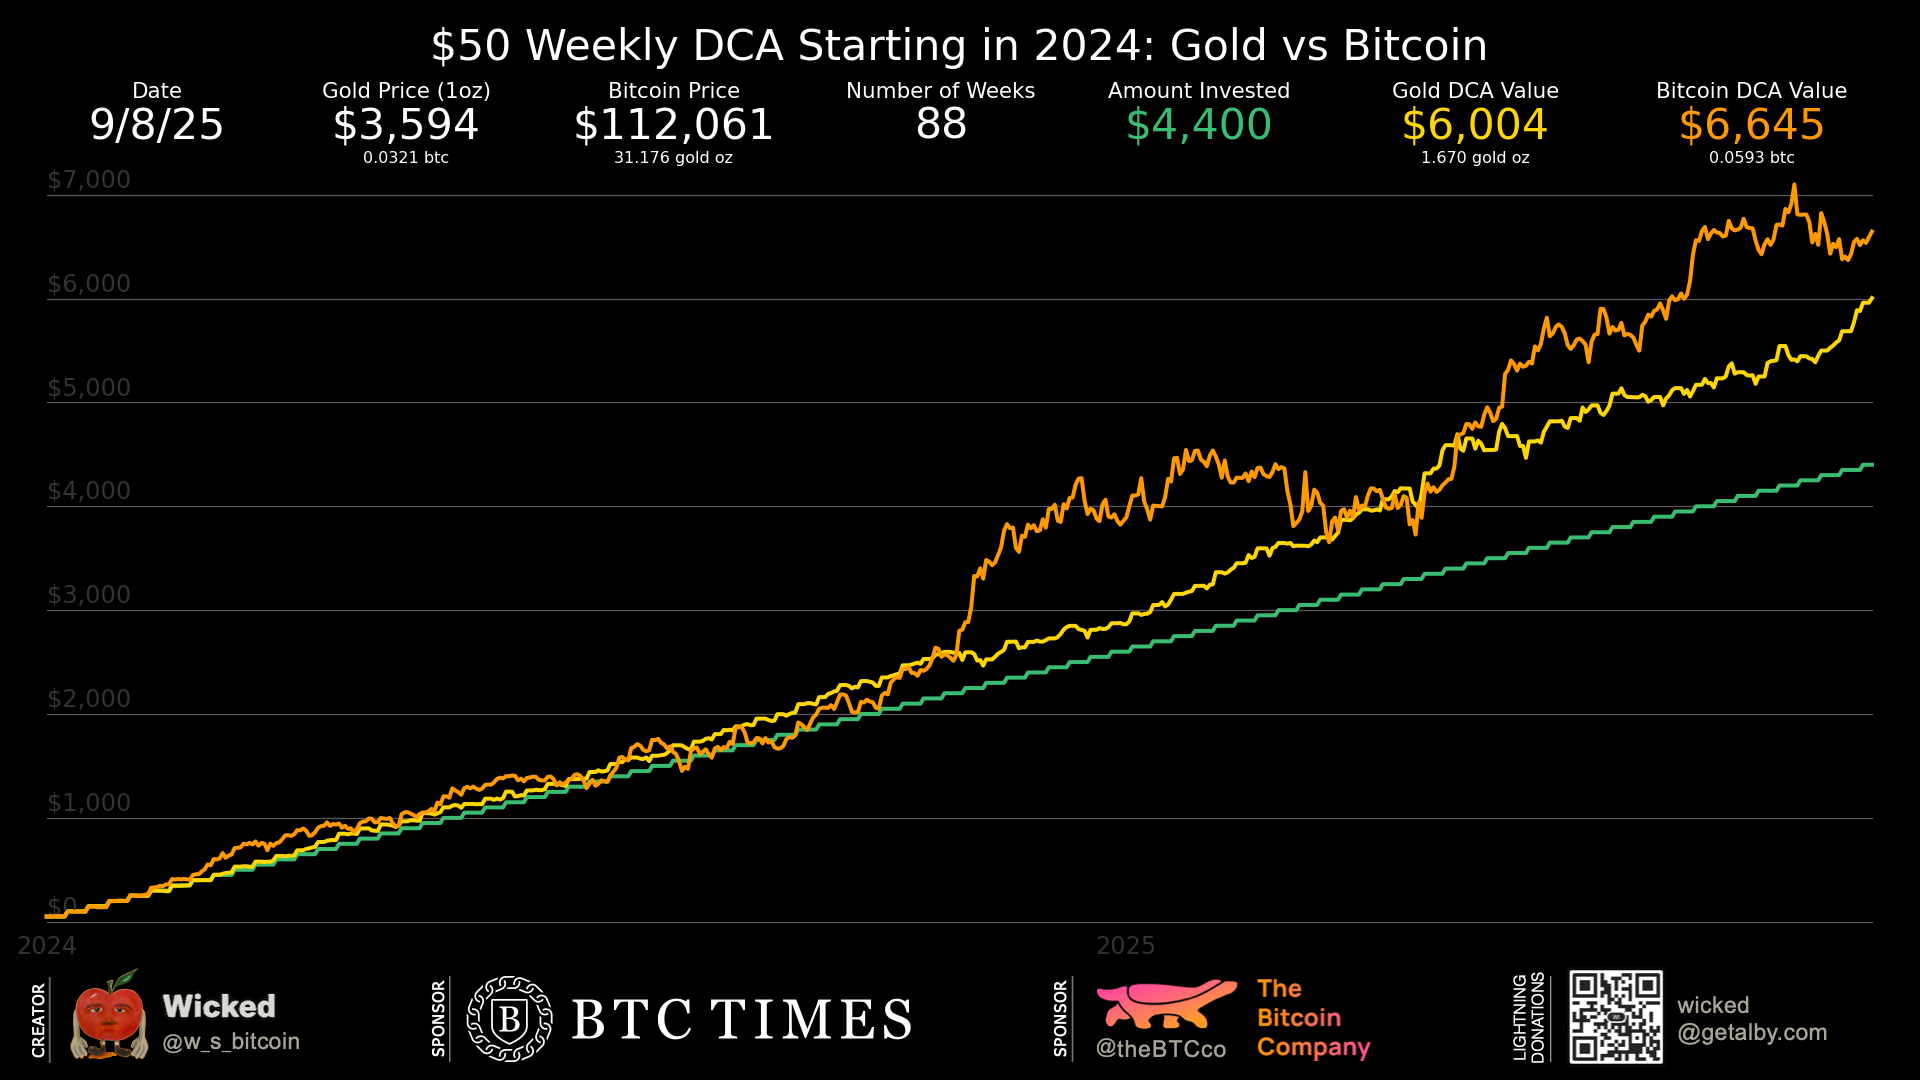 $50 Weekly DCA Starting in 2024: Gold vs Bitcoin
Date
9/8/25
Gold Price (1oz)
$3,594
0.0321 btc
Bitcoin Price
$112,061
31.176 gold oz
Number of Weeks
88
Amount Invested
$4,400
Gold DCA Value
$6,004
1.670 gold oz
Bitcoin DCA Value
$6,645
0.0593 btc
$7,000
$6,000
$5,000
$4,000
$3,000
$2,000
$1,000
$0
2024
2025
CREATOR
Wicked
@w_s_bitcoin
SPONSOR
B
BTC TIMES
SPONSOR
@theBTCco
The
Bitcoin
Company
LIGHTNING
DONATIONS
wicked
@getalby.com